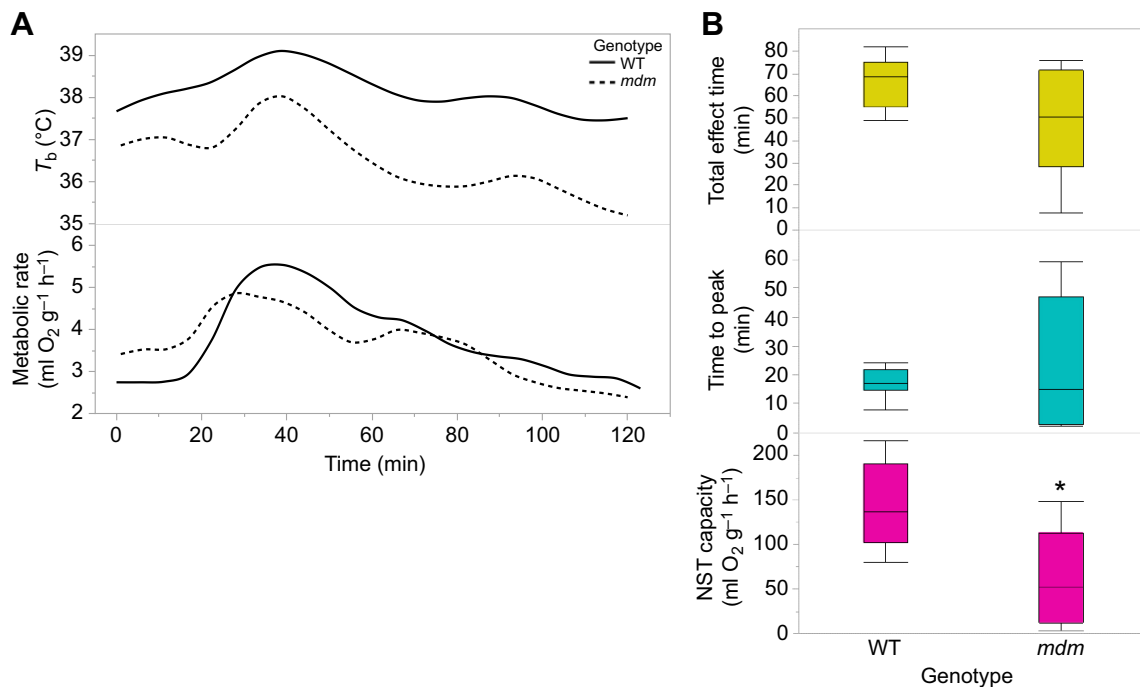 A
Genotype
WT
mdm
39
38
37
36
35
T_b (°C)
6
5
4
3
2
Metabolic rate
(ml O₂ g⁻¹ h⁻¹)
0 20 40 60 80 100 120
Time (min)
B
80
70
60
50
40
30
20
10
0
Total effect time
(min)
60
50
40
30
20
10
0
Time to peak
(min)
200
150
100
50
0
NST capacity
(ml O₂ g⁻¹ h⁻¹)
*
WT mdm
Genotype